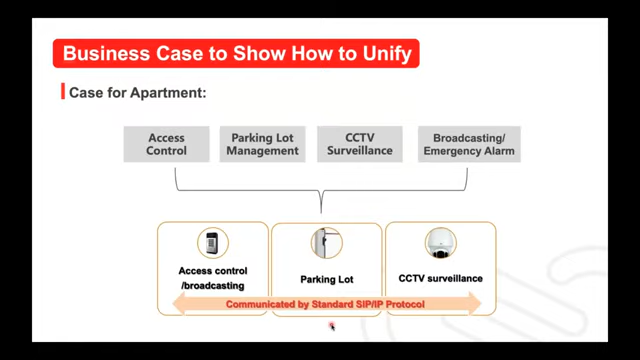 Business Case to Show How to Unify
Case for Apartment:
Access
Control
Parking Lot
Management
CCTV
Surveillance
Broadcasting/
Emergency Alarm
Access control
/broadcasting
Parking Lot
CCTV surveillance
Communicated by Standard SIP/IP Protocol